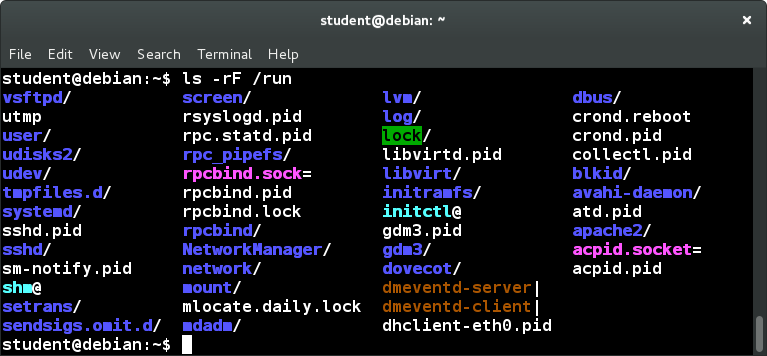 student@debian: ~
File Edit View Search Terminal Help
student@debian:~$ ls -rF /run
vsftpd/ screen/ lvm/ dbus/
utmp rsyslogd.pid log/ crond.reboot
user/ rpc.statd.pid lock/ crond.pid
udisks2/ rpc_pipefs/ libvirtd.pid collectl.pid
udev/ rpcbind.sock= libvirt/ blkid/
tmpfiles.d/ rpcbind.pid initramfs/ avahi-daemon/
systemd/ rpcbind.lock initctl@ atd.pid
sshd.pid rpcbind/ gdm3.pid apache2/
sshd/ NetworkManager/ gdm3/ acpid.socket=
sm-notify.pid network/ dovecot/ acpid.pid
shm@ mount/ dmeventd-server|
setrans/ mlocate.daily.lock dmeventd-client|
sendsigs.omit.d/ mdadm/ dhclient-eth0.pid
student@debian:~$